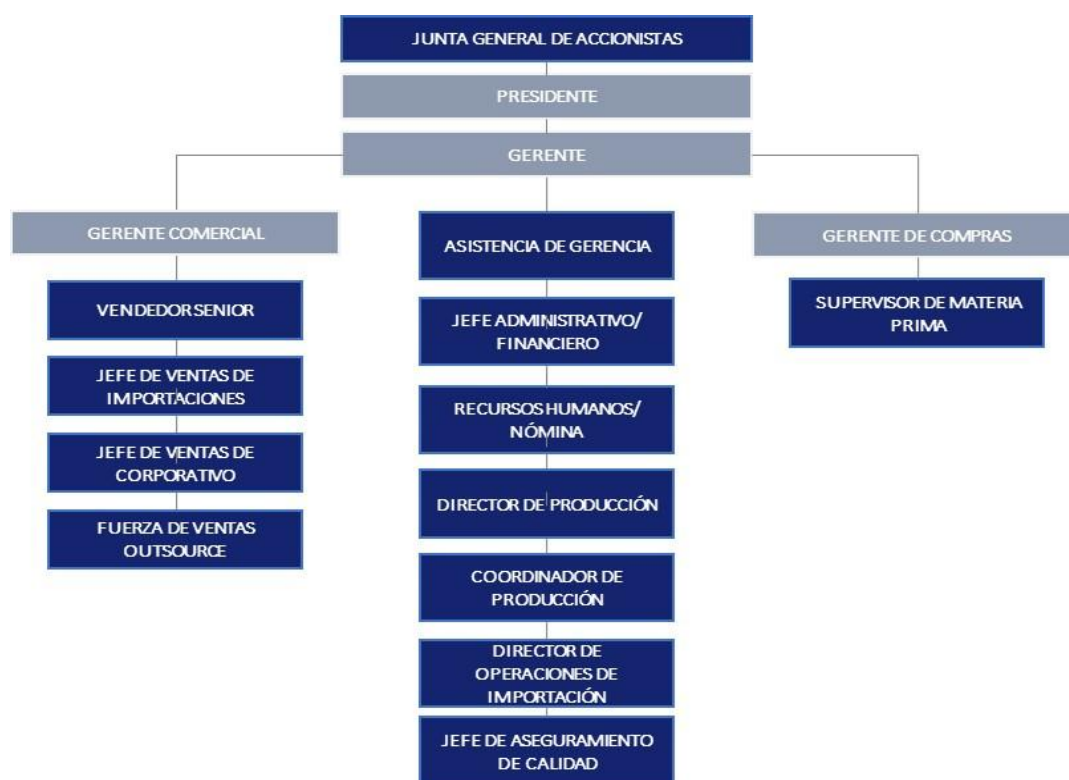 JUNTA GENERAL DE ACCIONISTAS
PRESIDENTE
GERENTE
GERENTE COMERCIAL
VENDEDOR SENIOR
JEFE DE VENTAS DE
IMPORTACIONES
JEFE DE VENTAS DE
CORPORATIVO
FUERZA DE VENTAS
OUTSOURCE
ASISTENCIA DE GERENCIA
JEFE ADMINISTRATIVO/
FINANCIERO
RECURSOS HUMANOS/
NÓMINA
DIRECTOR DE PRODUCCIÓN
COORDINADOR DE
PRODUCCIÓN
DIRECTOR DE
OPERACIONES DE
IMPORTACIÓN
JEFE DE ASEGURAMIENTO
DE CALIDAD
GERENTE DE COMPRAS
SUPERVISOR DE MATERIA
PRIMA